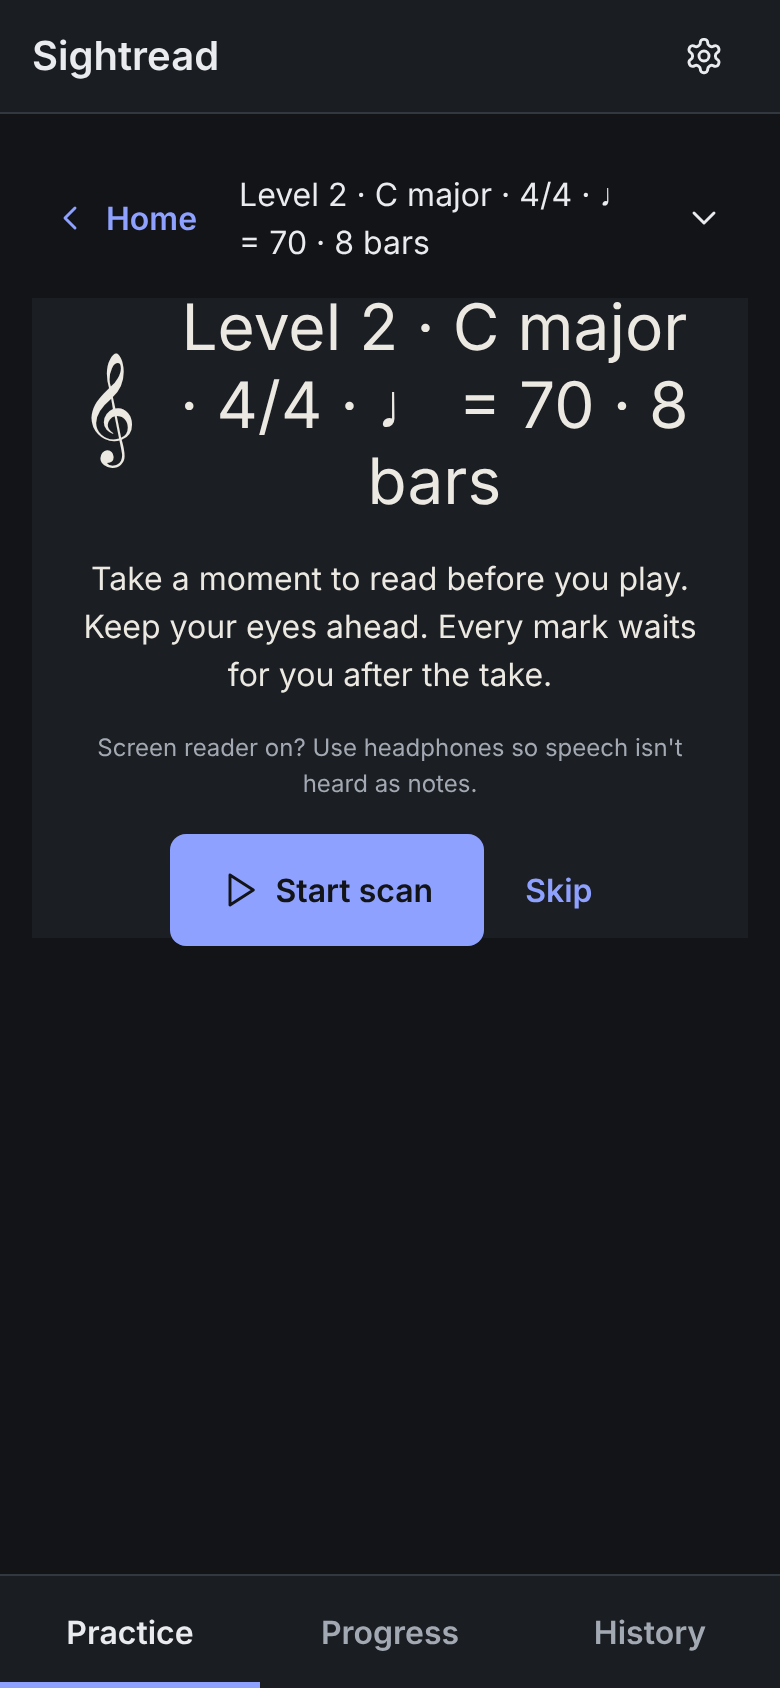 Sightread
Home
Level 2 · C major · 4/4 · ♩
= 70 · 8 bars
Level 2 · C major
· 4/4 · ♩ = 70 · 8
bars
Take a moment to read before you play.
Keep your eyes ahead. Every mark waits
for you after the take.
Screen reader on? Use headphones so speech isn't
heard as notes.
Start scan
Skip
Practice
Progress
History